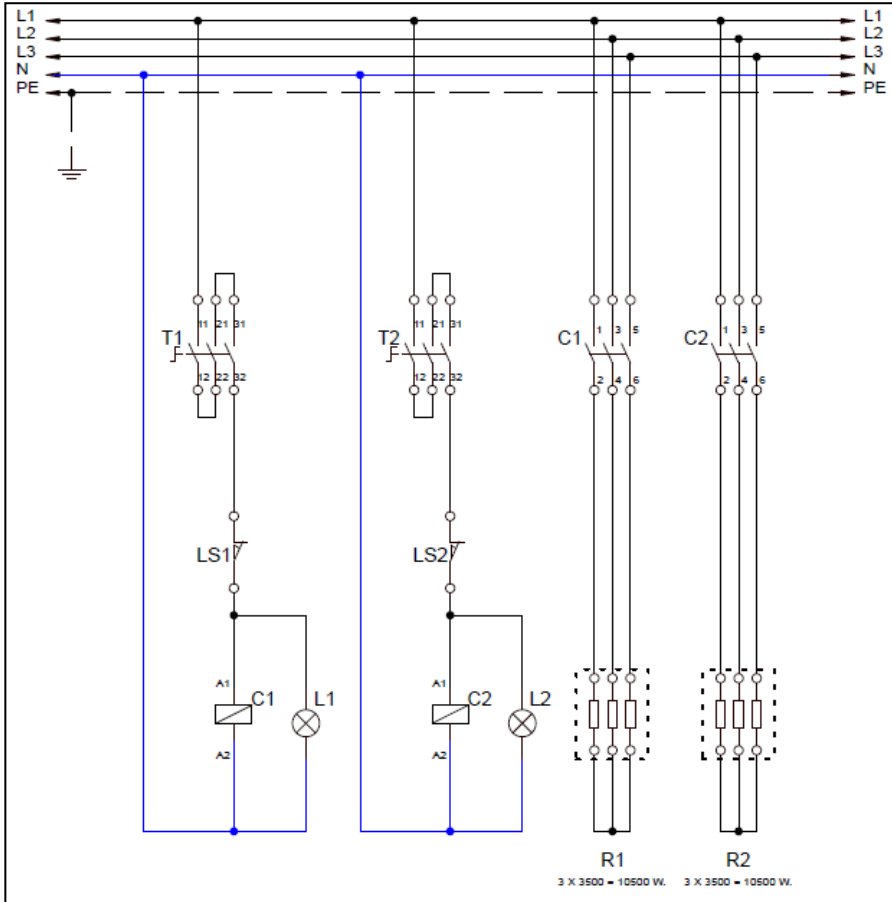 L1 L1
L2 L2
L3 L3
N N
PE PE
11 21 31 11 21 31 1 3 5 1 3 5
T1 T2 C1 C2
12 22 32 12 22 32 2 4 6 2 4 6
LS1 LS2
A1 A1
C1 L1 C2 L2
A2 A2
R1 R2
3 X 3500 = 10500 W. 3 X 3500 = 10500 W.